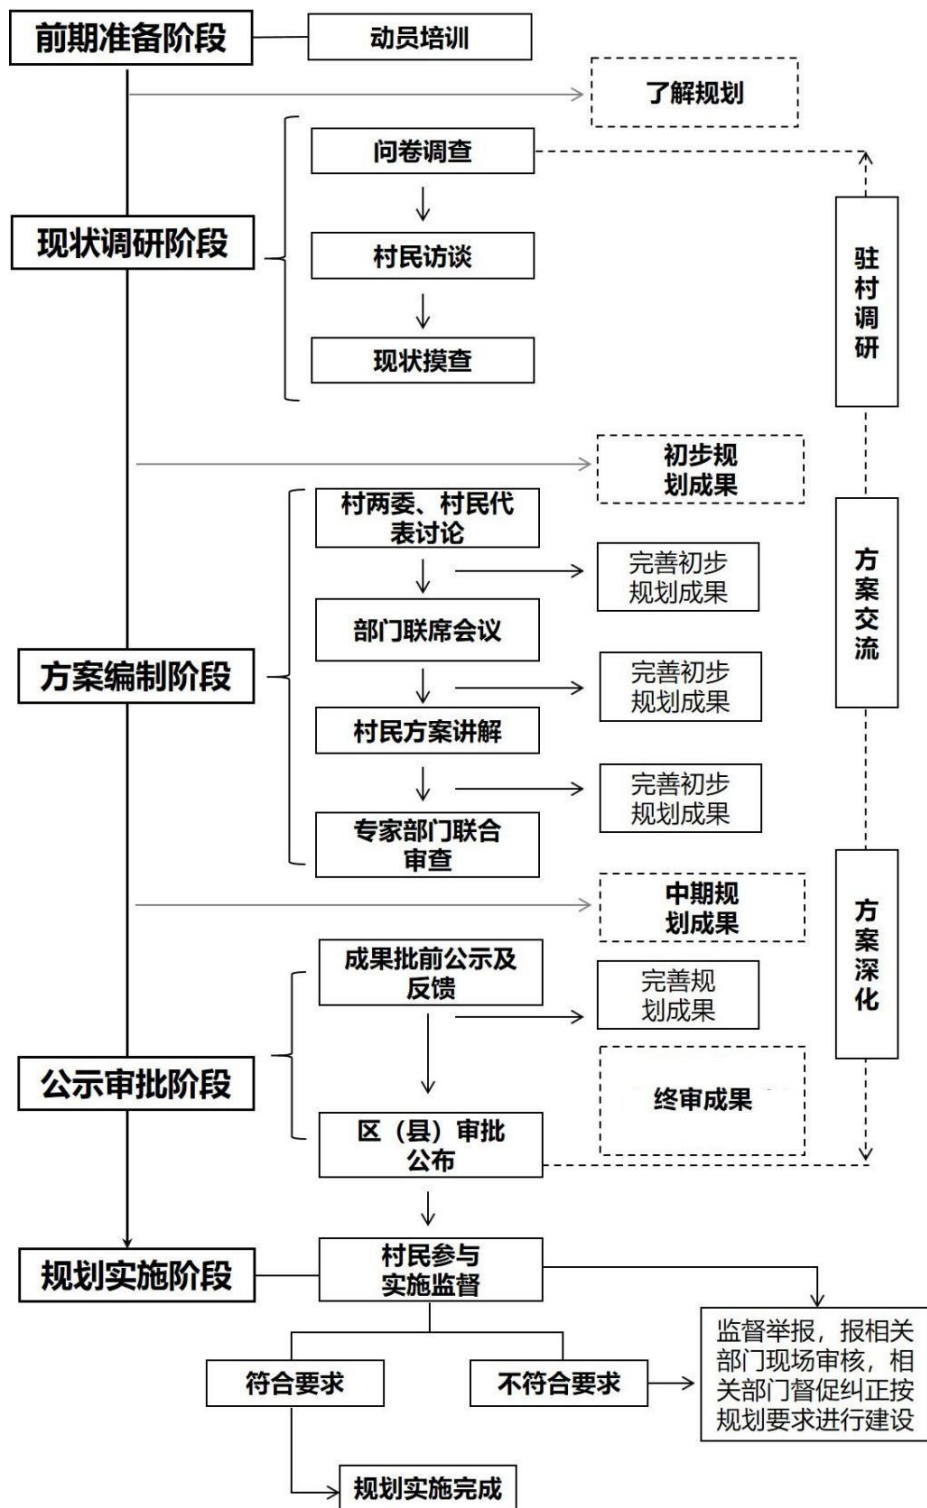 前期准备阶段
动员培训
了解规划
问卷调查
现状调研阶段
村民访谈
驻村调研
现状摸查
初步规
划成果
村两委、村民代
表讨论
完善初步
规划成果
方案交流
部门联席会议
方案编制阶段
完善初步
规划成果
村民方案讲解
完善初步
规划成果
专家部门联合
审查
中期规
划成果
方案深化
成果批前公示及
反馈
完善规
划成果
公示审批阶段
终审成果
区（县）审批
公布
规划实施阶段
村民参与
实施监督
监督举报，报相关
部门现场审核，相
关部门督促纠正按
规划要求进行建设
符合要求
不符合要求
规划实施完成